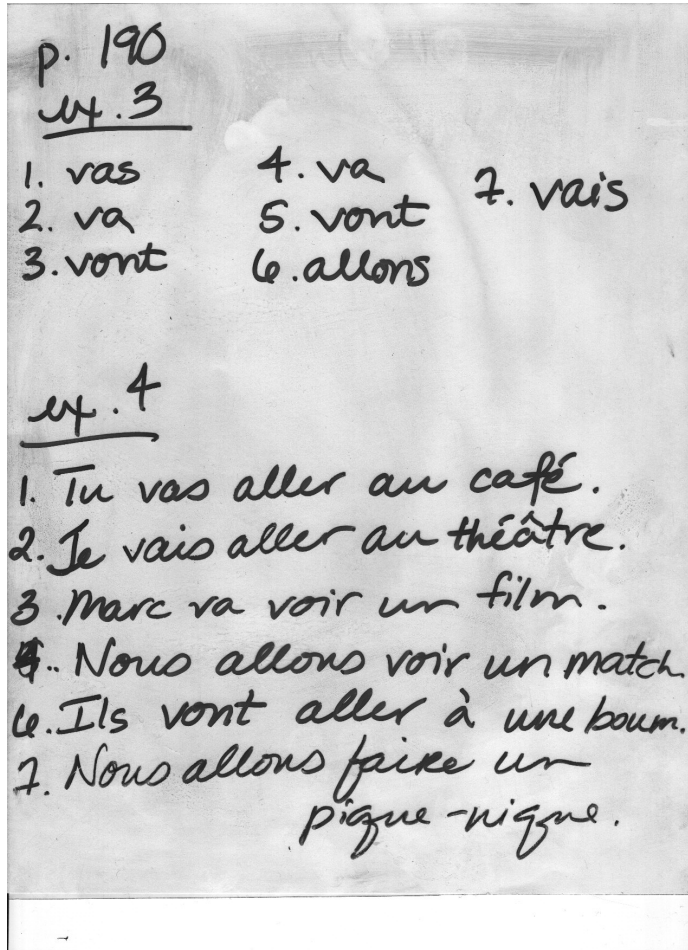 p. 190
ex. 3
1. vas
2. va
3. vont
4. va
5. vont
6. allons
7. vais
ex. 4
1. Tu vas aller au café.
2. Je vais aller au théâtre.
3. Marc va voir un film.
Nous allons voir un match.
6. Ils vont aller à une boum.
7. Nous allons faire un
pique-nique.